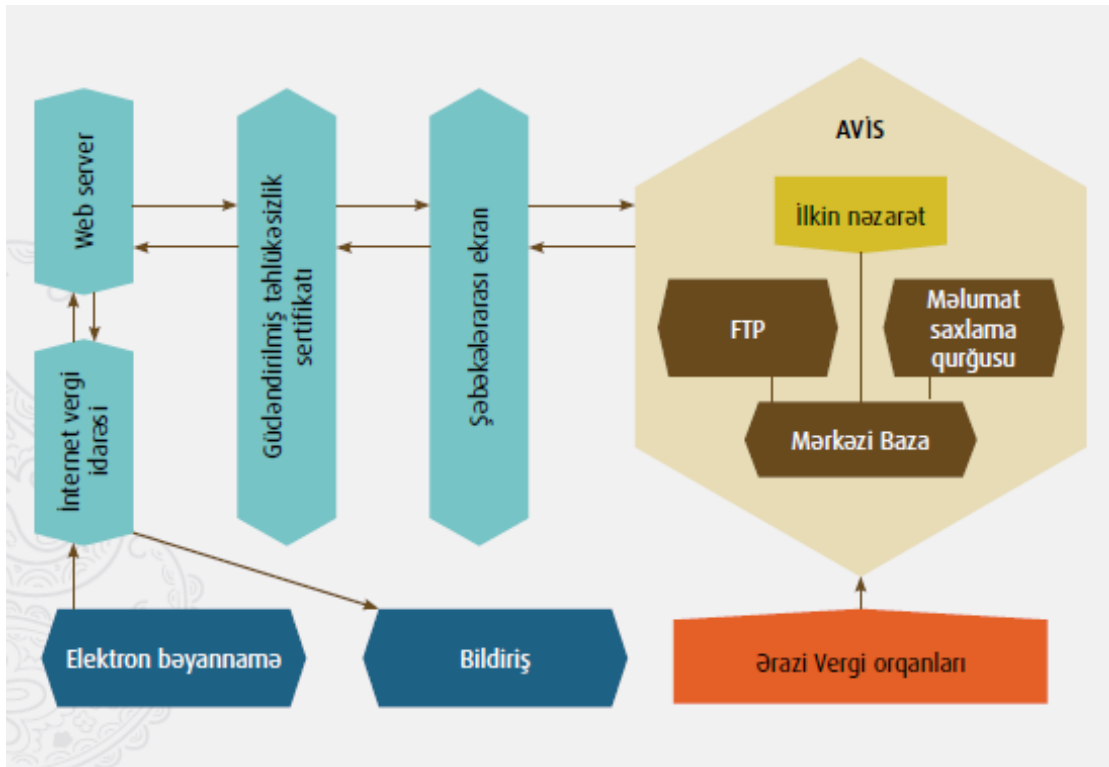 Web server
Gücləndirilmiş təhlükəsizlik
sertifikatı
Şəbəkələrarası ekran
AVİS
İlkin nəzarət
FTP
Məlumat
saxlama
qurğusu
Mərkəzi Baza
İnternet vergi
idarəsi
Elektron bəyannamə
Bildiriş
Ərazi Vergi orqanları